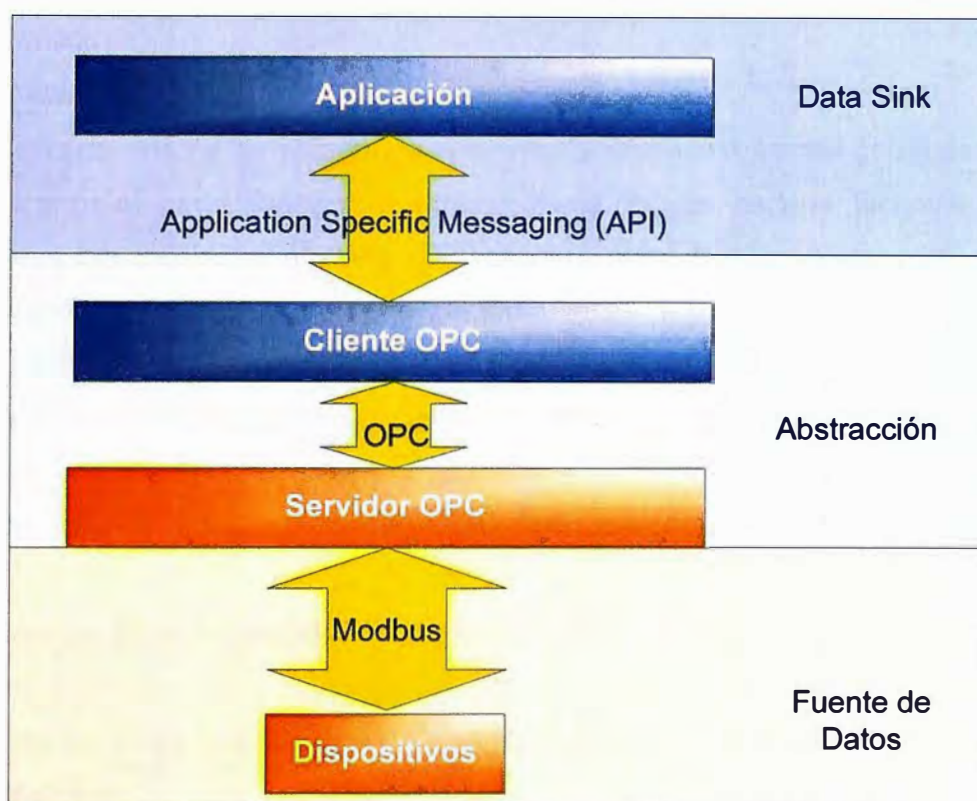 Aplicación
Data Sink
Application Specific Messaging (API)
Cliente OPC
OPC
Abstracción
Servidor OPC
Modbus
Fuente de
Datos
Dispositivos